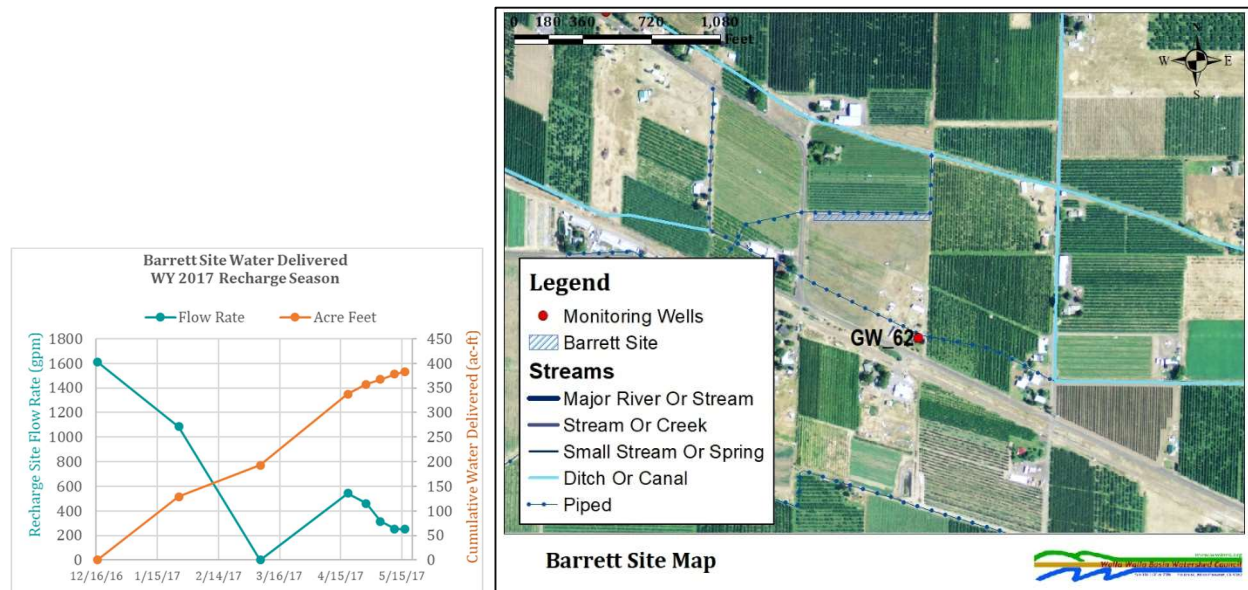 Barrett Site Water Delivered
WY 2017 Recharge Season
Flow Rate
Acre Feet
Recharge Site Flow Rate (gpm)
1800
1600
1400
1200
1000
800
600
400
200
0
450
400
350
300
250
200
150
100
50
0
Cumulative Water Delivered (ac-ft)
12/16/16 1/15/17 2/14/17 3/16/17 4/15/17 5/15/17
0 180 360 720 1,080
Feet
N
W E
S
GW_62
Legend
Monitoring Wells
Barrett Site
Streams
Major River Or Stream
Stream Or Creek
Small Stream Or Spring
Ditch Or Canal
Piped
Barrett Site Map
Walla Walla Basin Watershed Council